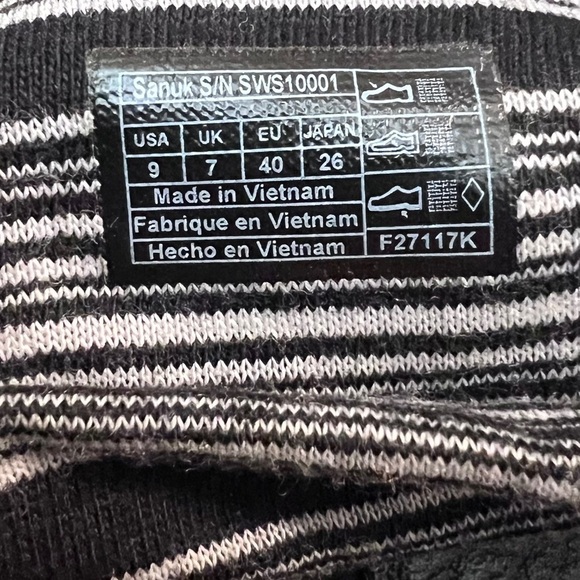 Sanuk S/N SWS10001
USA UK EU JAPAN
9 7 40 26
Made in Vietnam
Fabrique en Vietnam
Hecho en Vietnam
F27117K